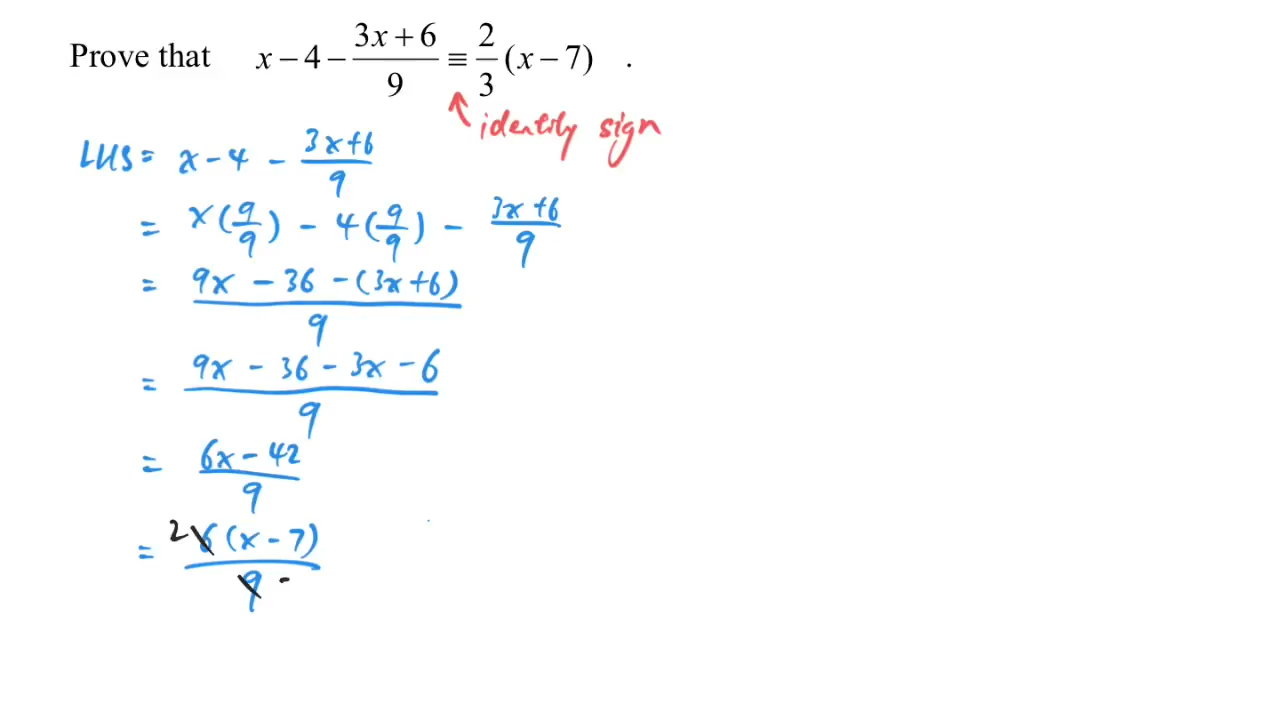 Prove that x − 4 − (3x + 6)/9 ≡ 2/3 (x − 7) .
identity sign
LHS = x − 4 − (3x + 6)/9
= x(9/9) − 4(9/9) − (3x + 6)/9
= (9x − 36 − (3x + 6))/9
= (9x − 36 − 3x − 6)/9
= (6x − 42)/9
= 2 6(x − 7)/9